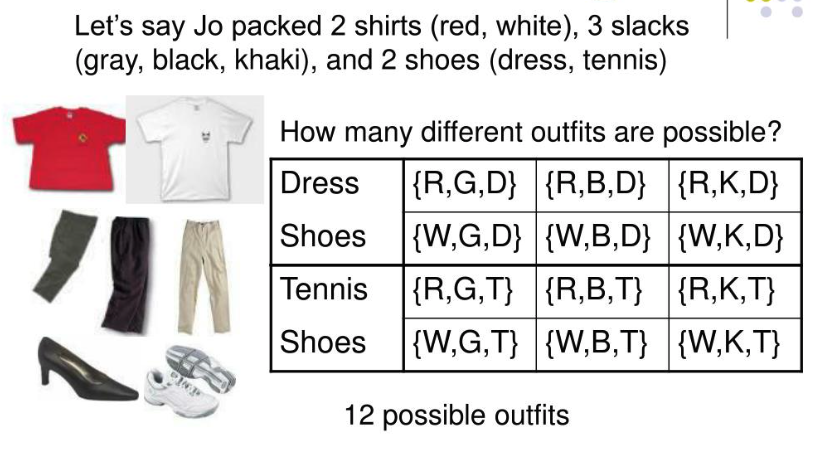 Let’s say Jo packed 2 shirts (red, white), 3 slacks
(gray, black, khaki), and 2 shoes (dress, tennis)
How many different outfits are possible?
Dress {R,G,D} {R,B,D} {R,K,D}
Shoes {W,G,D} {W,B,D} {W,K,D}
Tennis {R,G,T} {R,B,T} {R,K,T}
Shoes {W,G,T} {W,B,T} {W,K,T}
12 possible outfits